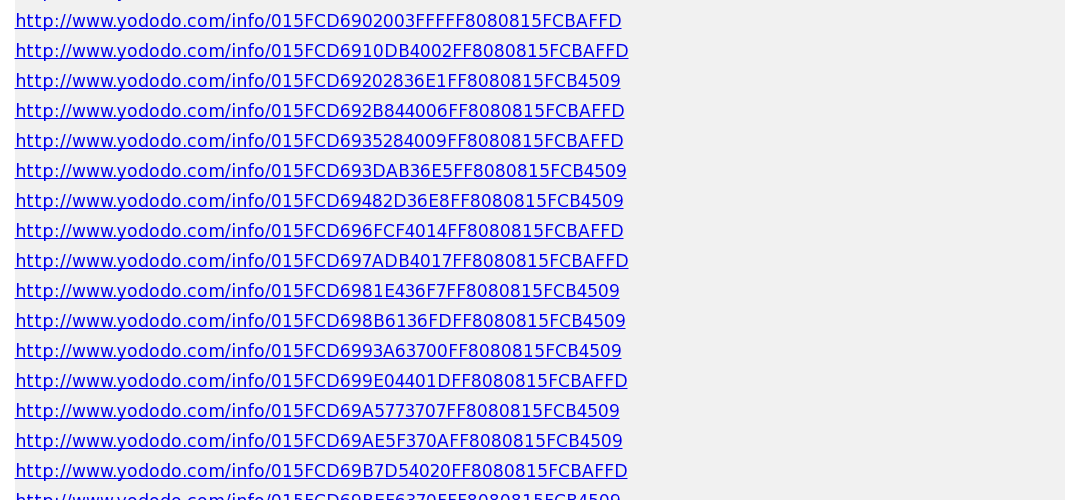 http://www.yododo.com/info/015FCD6902003FFFFF8080815FCBAFFD
http://www.yododo.com/info/015FCD6910DB4002FF8080815FCBAFFD
http://www.yododo.com/info/015FCD69202836E1FF8080815FCB4509
http://www.yododo.com/info/015FCD692B844006FF8080815FCBAFFD
http://www.yododo.com/info/015FCD6935284009FF8080815FCBAFFD
http://www.yododo.com/info/015FCD693DAB36E5FF8080815FCB4509
http://www.yododo.com/info/015FCD69482D36E8FF8080815FCB4509
http://www.yododo.com/info/015FCD696FCF4014FF8080815FCBAFFD
http://www.yododo.com/info/015FCD697ADB4017FF8080815FCBAFFD
http://www.yododo.com/info/015FCD6981E436F7FF8080815FCB4509
http://www.yododo.com/info/015FCD698B6136FDFF8080815FCB4509
http://www.yododo.com/info/015FCD6993A63700FF8080815FCB4509
http://www.yododo.com/info/015FCD699E04401DFF8080815FCBAFFD
http://www.yododo.com/info/015FCD69A5773707FF8080815FCB4509
http://www.yododo.com/info/015FCD69AE5F370AFF8080815FCB4509
http://www.yododo.com/info/015FCD69B7D54020FF8080815FCBAFFD